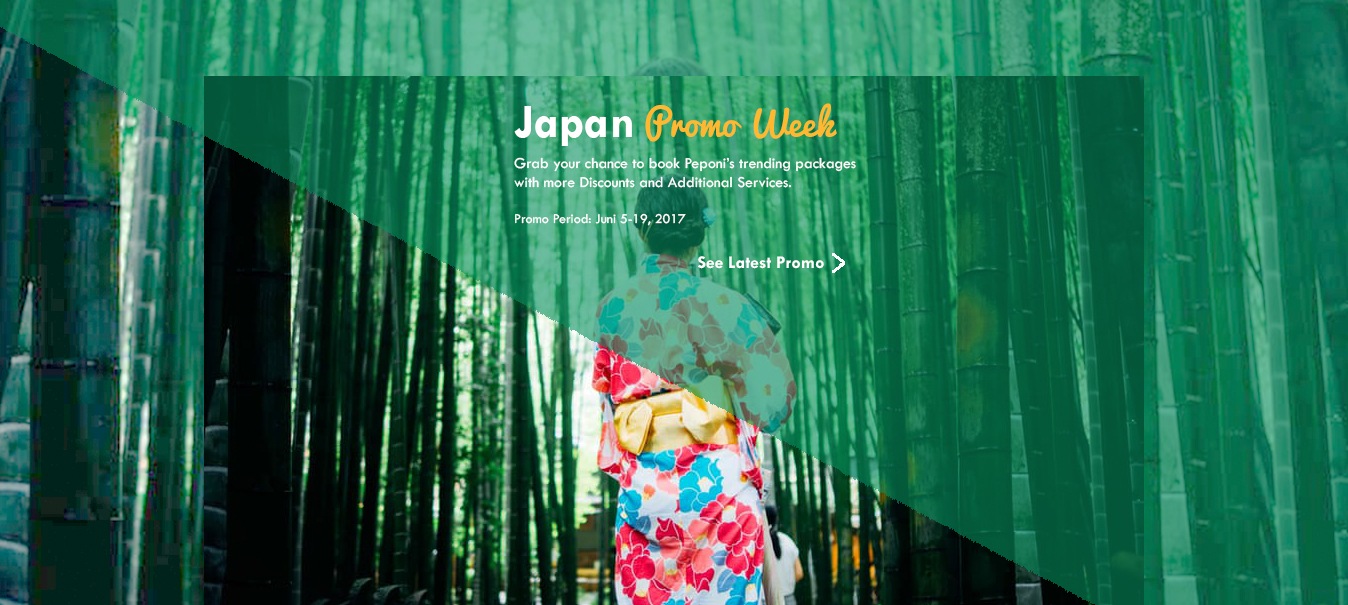 Japan Promo Week
Grab your chance to book Peponi's trending packages
with more Discounts and Additional Services.
Promo Period: Juni 5-19, 2017
See Latest Promo